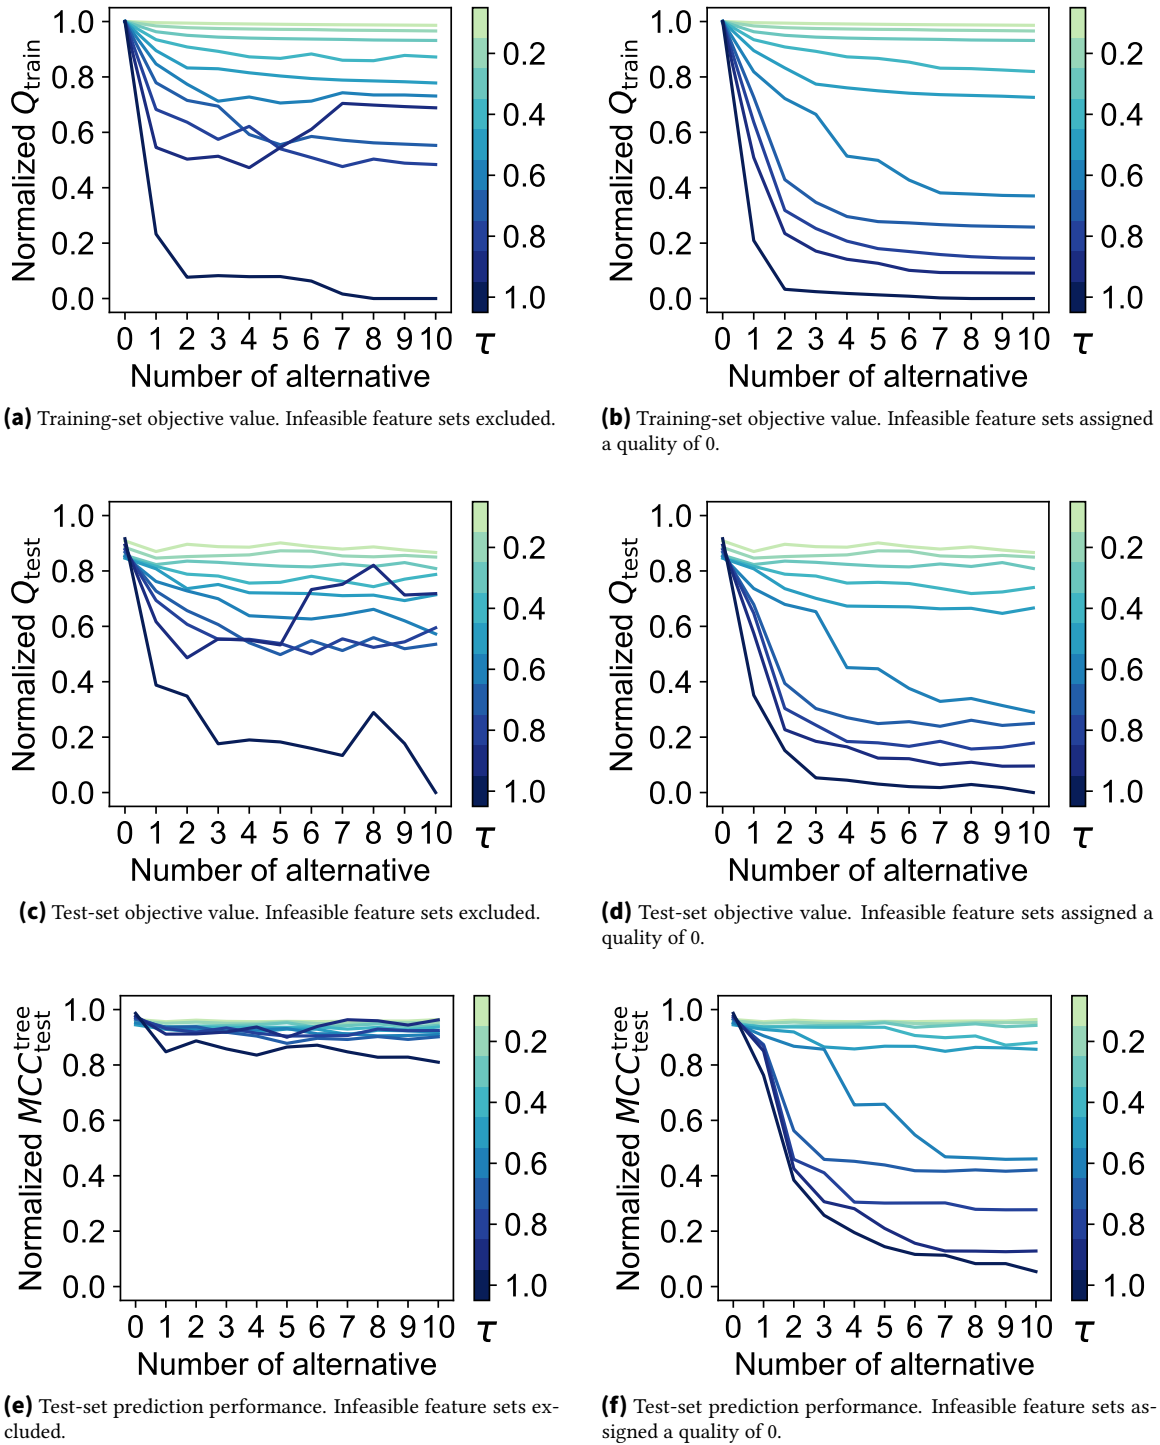 1.0
0.8
0.6
0.4
0.2
0.0
Normalized Qtrain
0 1 2 3 4 5 6 7 8 9 10
Number of alternative
0.2
0.4
0.6
0.8
1.0
τ
(a) Training-set objective value. Infeasible feature sets excluded.
1.0
0.8
0.6
0.4
0.2
0.0
Normalized Qtrain
0 1 2 3 4 5 6 7 8 9 10
Number of alternative
0.2
0.4
0.6
0.8
1.0
τ
(b) Training-set objective value. Infeasible feature sets assigned
a quality of 0.
1.0
0.8
0.6
0.4
0.2
0.0
Normalized Qtest
0 1 2 3 4 5 6 7 8 9 10
Number of alternative
0.2
0.4
0.6
0.8
1.0
τ
(c) Test-set objective value. Infeasible feature sets excluded.
1.0
0.8
0.6
0.4
0.2
0.0
Normalized Qtest
0 1 2 3 4 5 6 7 8 9 10
Number of alternative
0.2
0.4
0.6
0.8
1.0
τ
(d) Test-set objective value. Infeasible feature sets assigned a
quality of 0.
1.0
0.8
0.6
0.4
0.2
0.0
Normalized MCC tree test
0 1 2 3 4 5 6 7 8 9 10
Number of alternative
0.2
0.4
0.6
0.8
1.0
τ
(e) Test-set prediction performance. Infeasible feature sets ex-
cluded.
1.0
0.8
0.6
0.4
0.2
0.0
Normalized MCC tree test
0 1 2 3 4 5 6 7 8 9 10
Number of alternative
0.2
0.4
0.6
0.8
1.0
τ
(f) Test-set prediction performance. Infeasible feature sets as-
signed a quality of 0.